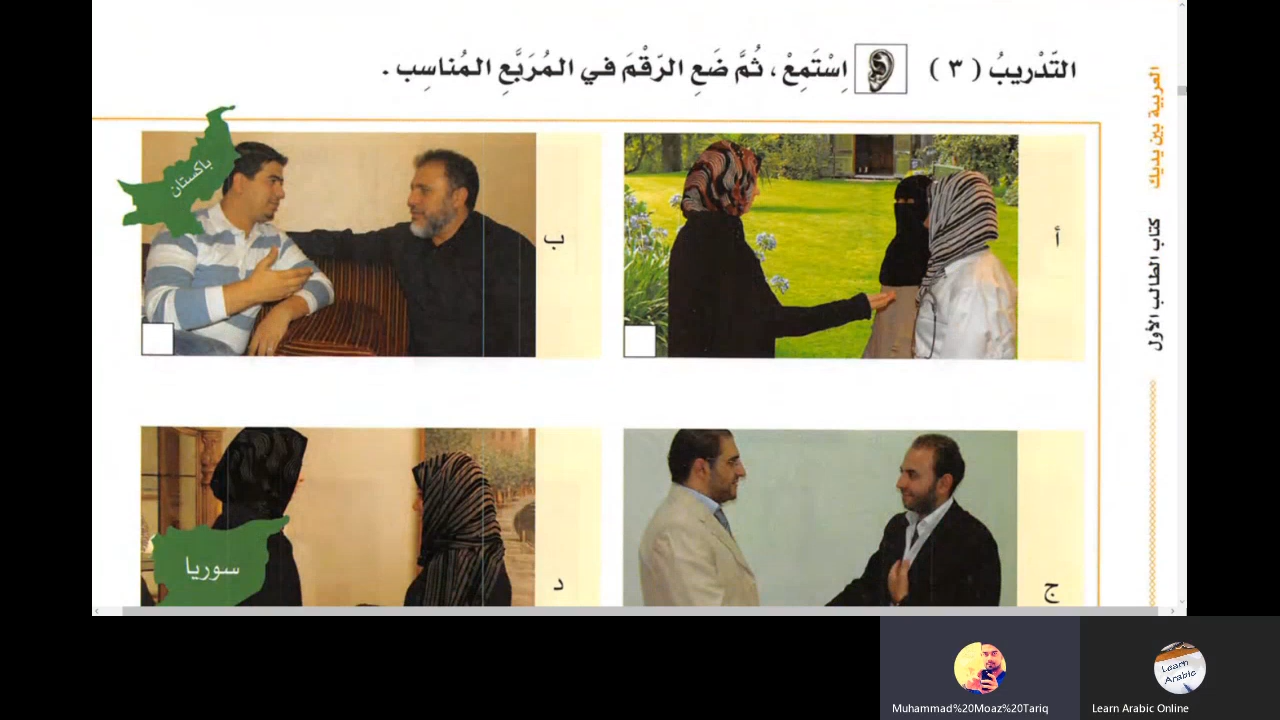 التّدْريبُ ( ٣ ) اِسْتَمِعْ ، ثُمَّ ضَعِ الرّقْمَ في المُرَبَّعِ المُناسِب .
العربية بين يديك
كتاب الطالب الأول
أ
ب
باكستان
ج
د
سوريا
Learn Arabic
Muhammad%20Moaz%20Tariq
Learn Arabic Online